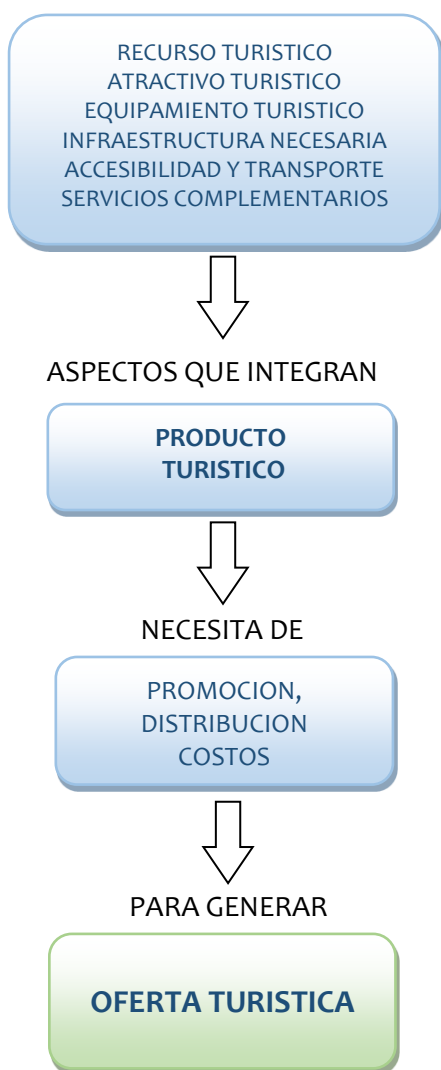 RECURSO TURISTICO
ATRACTIVO TURISTICO
EQUIPAMIENTO TURISTICO
INFRAESTRUCTURA NECESARIA
ACCESIBILIDAD Y TRANSPORTE
SERVICIOS COMPLEMENTARIOS
ASPECTOS QUE INTEGRAN
PRODUCTO
TURISTICO
NECESITA DE
PROMOCION,
DISTRIBUCION
COSTOS
PARA GENERAR
OFERTA TURISTICA